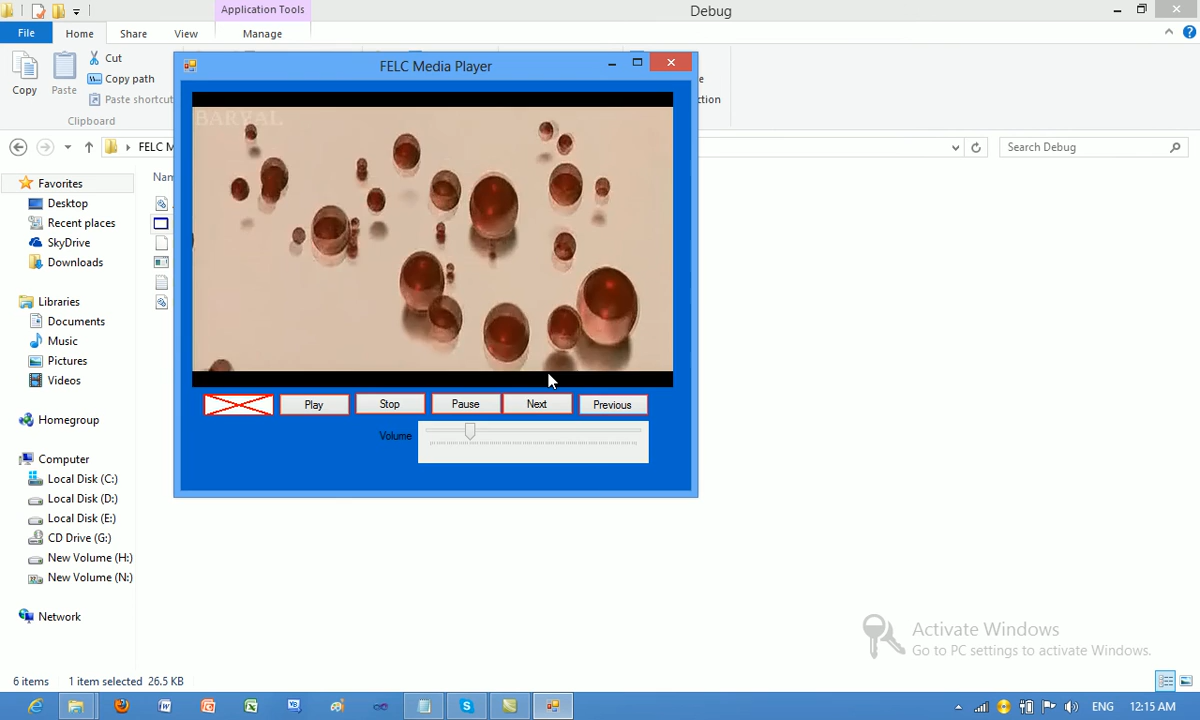 Application Tools
Debug
File
Home
Share
View
Manage
Copy
Paste
Cut
Copy path
Paste shortcut
Clipboard
FELC Media Player
FELC M
Search Debug
BARYAL
Favorites
Desktop
Recent places
SkyDrive
Downloads
Libraries
Documents
Music
Pictures
Videos
Homegroup
Computer
Local Disk (C:)
Local Disk (D:)
Local Disk (E:)
CD Drive (G:)
New Volume (H:)
New Volume (N:)
Network
Play
Stop
Pause
Next
Previous
Volume
Activate Windows
Go to PC settings to activate Windows.
6 items
1 item selected 26.5 KB
ENG
12:15 AM